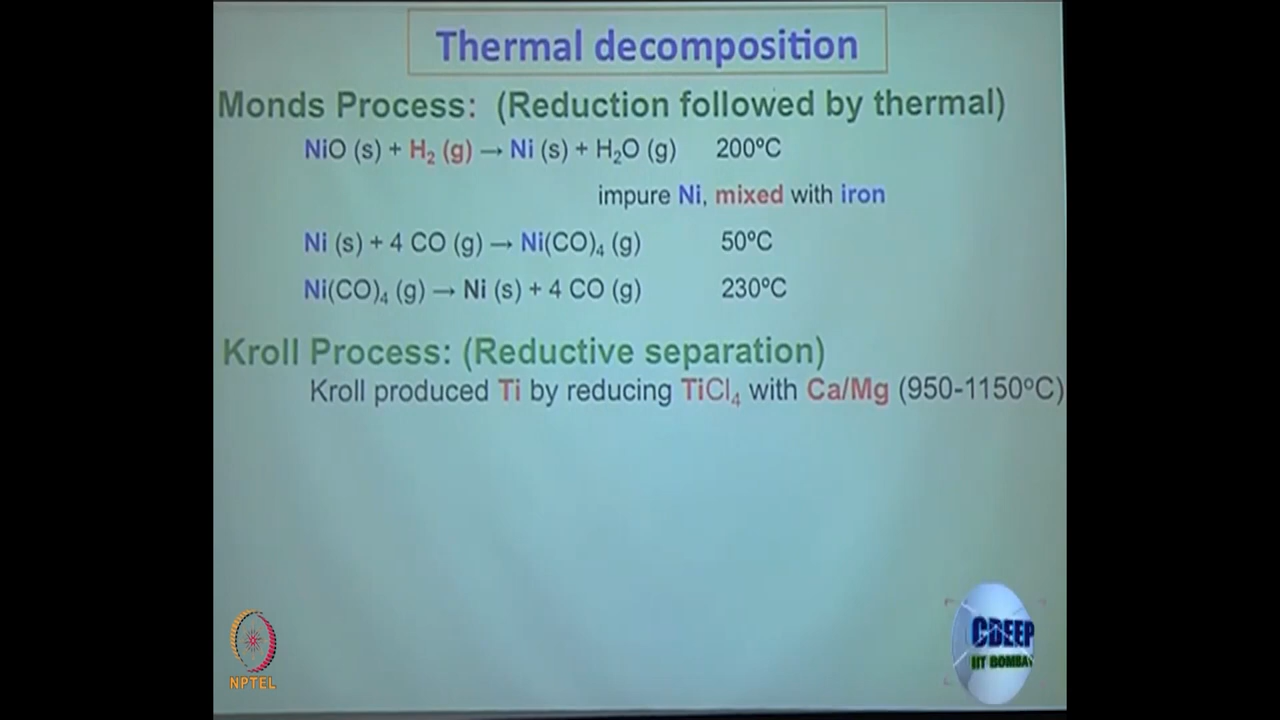 Thermal decomposition
Monds Process: (Reduction followed by thermal)
NiO (s) + H₂ (g) → Ni (s) + H₂O (g) 200ºC
impure Ni, mixed with iron
Ni (s) + 4 CO (g) → Ni(CO)₄ (g) 50ºC
Ni(CO)₄ (g) → Ni (s) + 4 CO (g) 230ºC
Kroll Process: (Reductive separation)
Kroll produced Ti by reducing TiCl₄ with Ca/Mg (950-1150ºC)
NPTEL
CDEEP
IIT BOMBAY